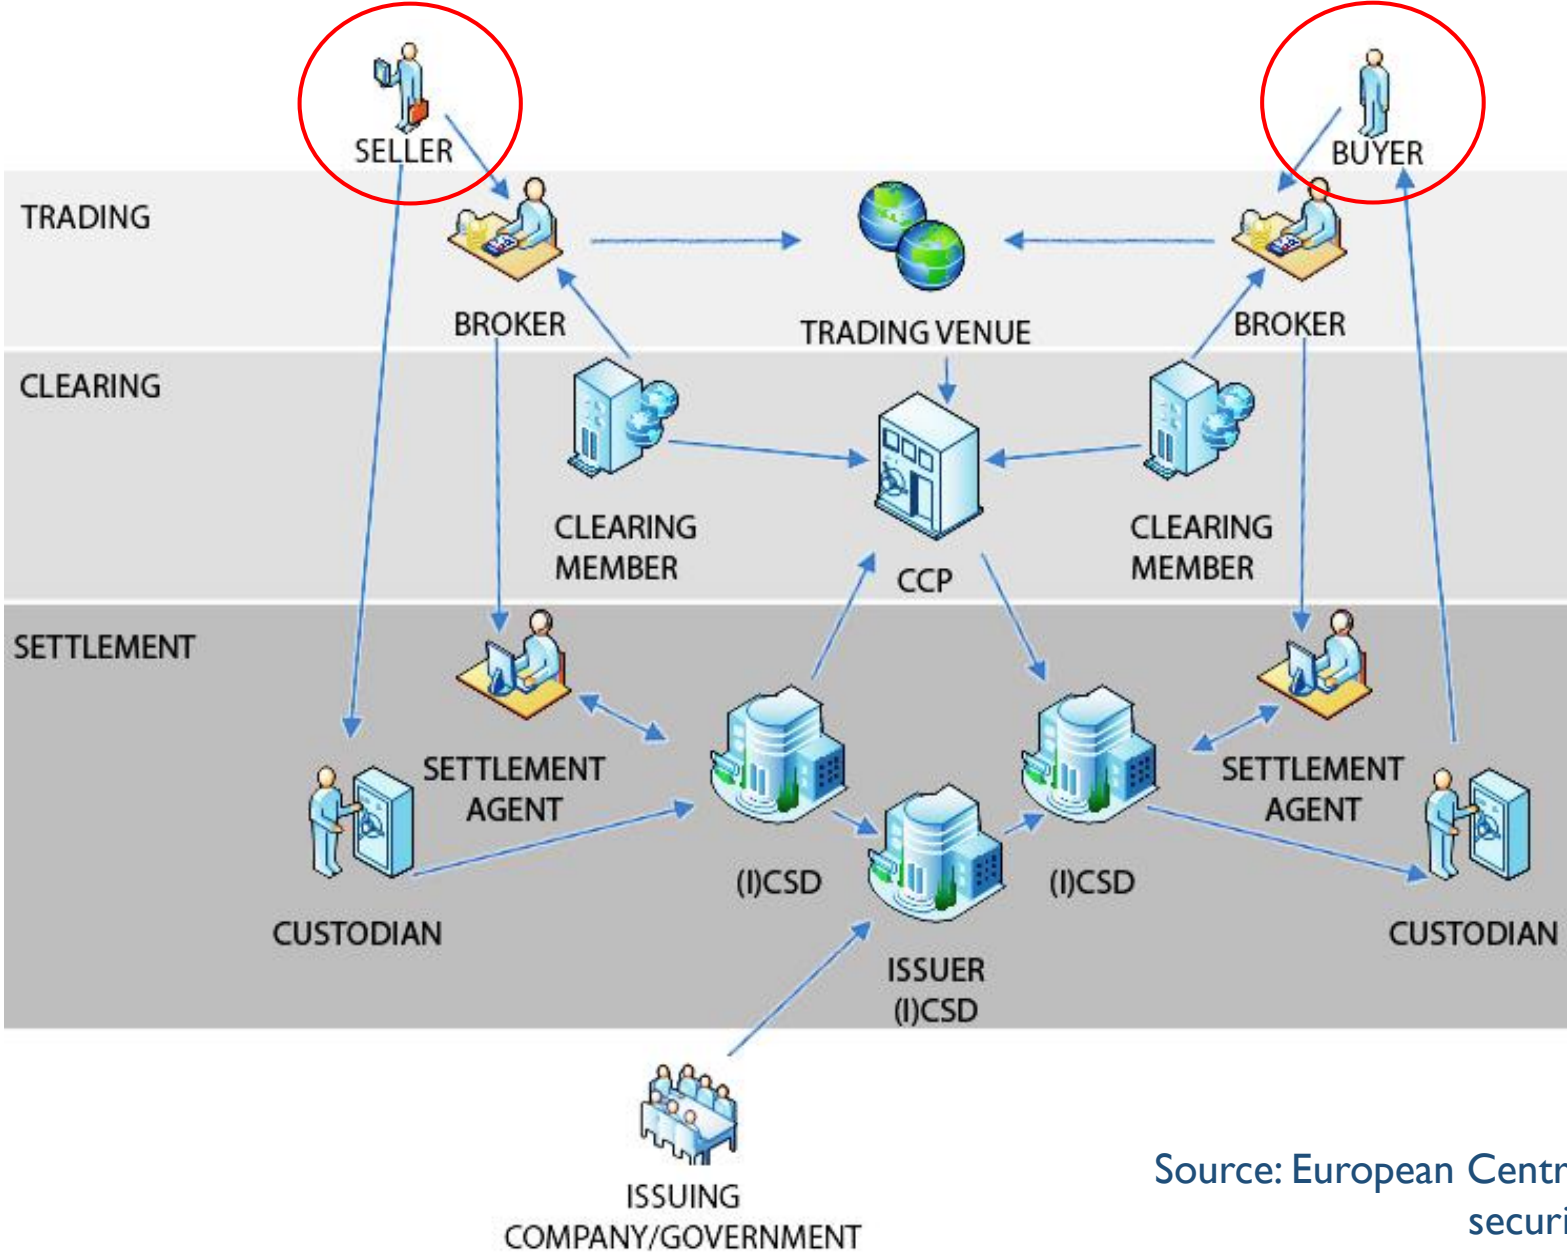 SELLER
BUYER
TRADING
BROKER
TRADING VENUE
BROKER
CLEARING
CLEARING
MEMBER
CCP
CLEARING
MEMBER
SETTLEMENT
SETTLEMENT
AGENT
SETTLEMENT
AGENT
(I)CSD
(I)CSD
CUSTODIAN
CUSTODIAN
ISSUER
(I)CSD
ISSUING
COMPANY/GOVERNMENT
Source: European Centr
securi